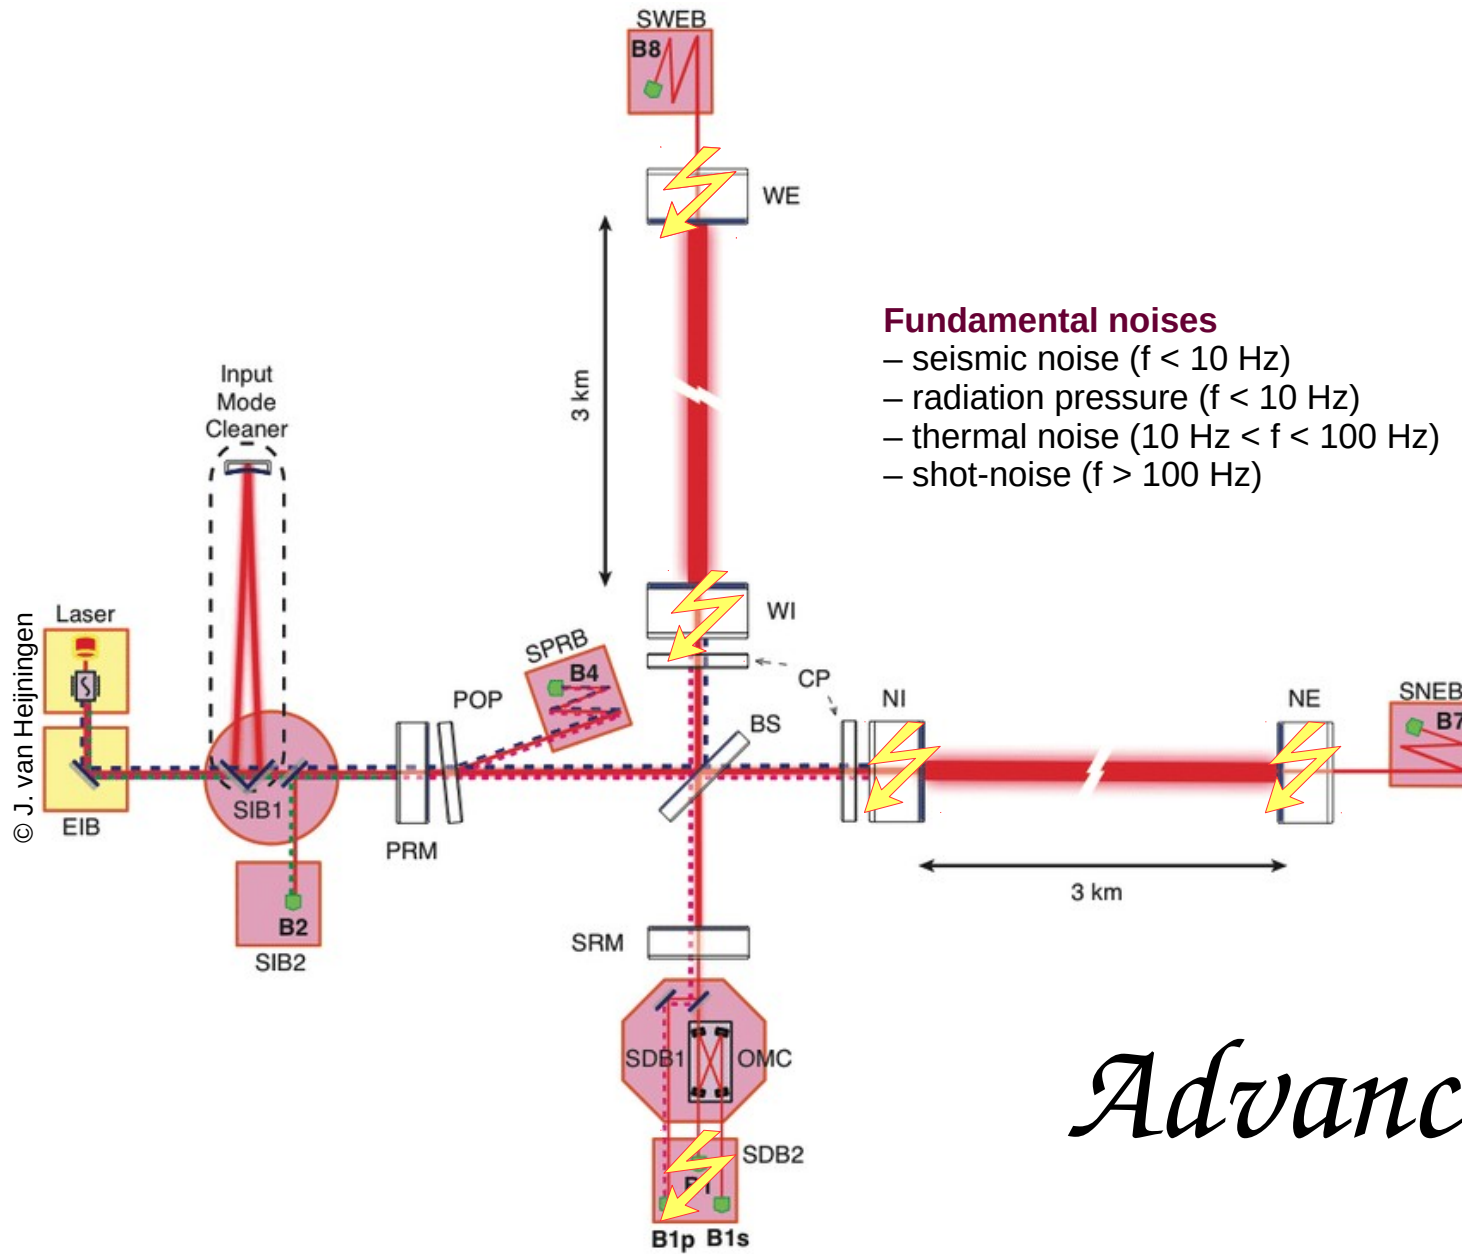 SWEB
B8
WE
Fundamental noises
– seismic noise (f < 10 Hz)
– radiation pressure (f < 10 Hz)
– thermal noise (10 Hz < f < 100 Hz)
– shot-noise (f > 100 Hz)
3 km
Input
Mode
Cleaner
Laser
WI
SPRB
B4
POP
CP
NI
NE
SNEB
B7
BS
© J. van Heijningen
EIB
SIB1
PRM
3 km
B2
SIB2
SRM
SDB1
OMC
SDB2
B1
B1p
B1s
Advanc